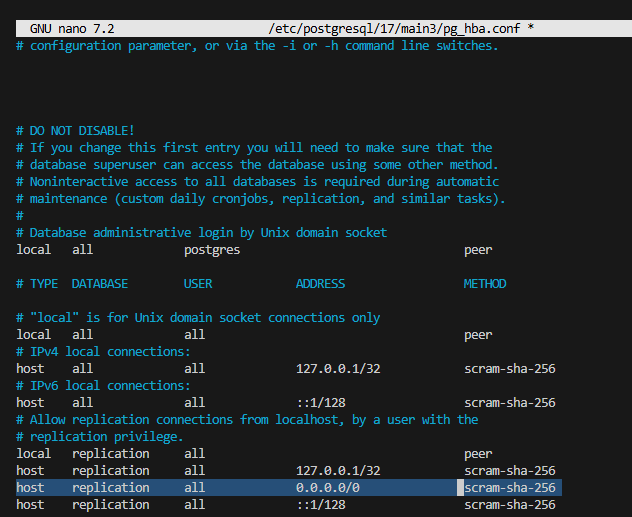 GNU nano 7.2 /etc/postgresql/17/main3/pg_hba.conf *
# configuration parameter, or via the -i or -h command line switches.
# DO NOT DISABLE!
# If you change this first entry you will need to make sure that the
# database superuser can access the database using some other method.
# Noninteractive access to all databases is required during automatic
# maintenance (custom daily cronjobs, replication, and similar tasks).
#
# Database administrative login by Unix domain socket
local all postgres peer
# TYPE DATABASE USER ADDRESS METHOD
# "local" is for Unix domain socket connections only
local all all peer
# IPv4 local connections:
host all all 127.0.0.1/32 scram-sha-256
# IPv6 local connections:
host all all ::1/128 scram-sha-256
# Allow replication connections from localhost, by a user with the
# replication privilege.
local replication all peer
host replication all 127.0.0.1/32 scram-sha-256
host replication all 0.0.0.0/0 scram-sha-256
host replication all ::1/128 scram-sha-256